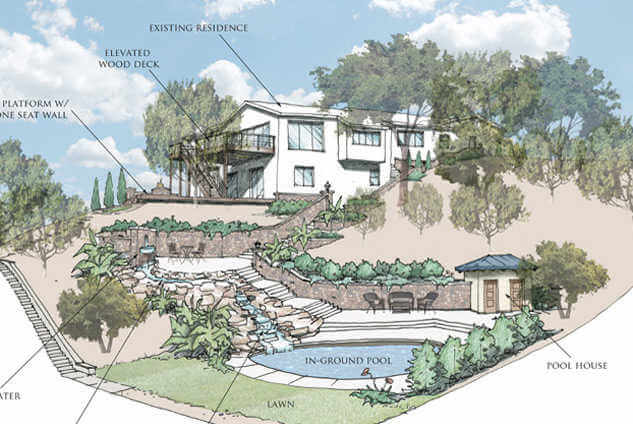 EXISTING RESIDENCE
ELEVATED
WOOD DECK
PLATFORM W/
ONE SEAT WALL
IN-GROUND POOL
POOL HOUSE
ATER
LAWN